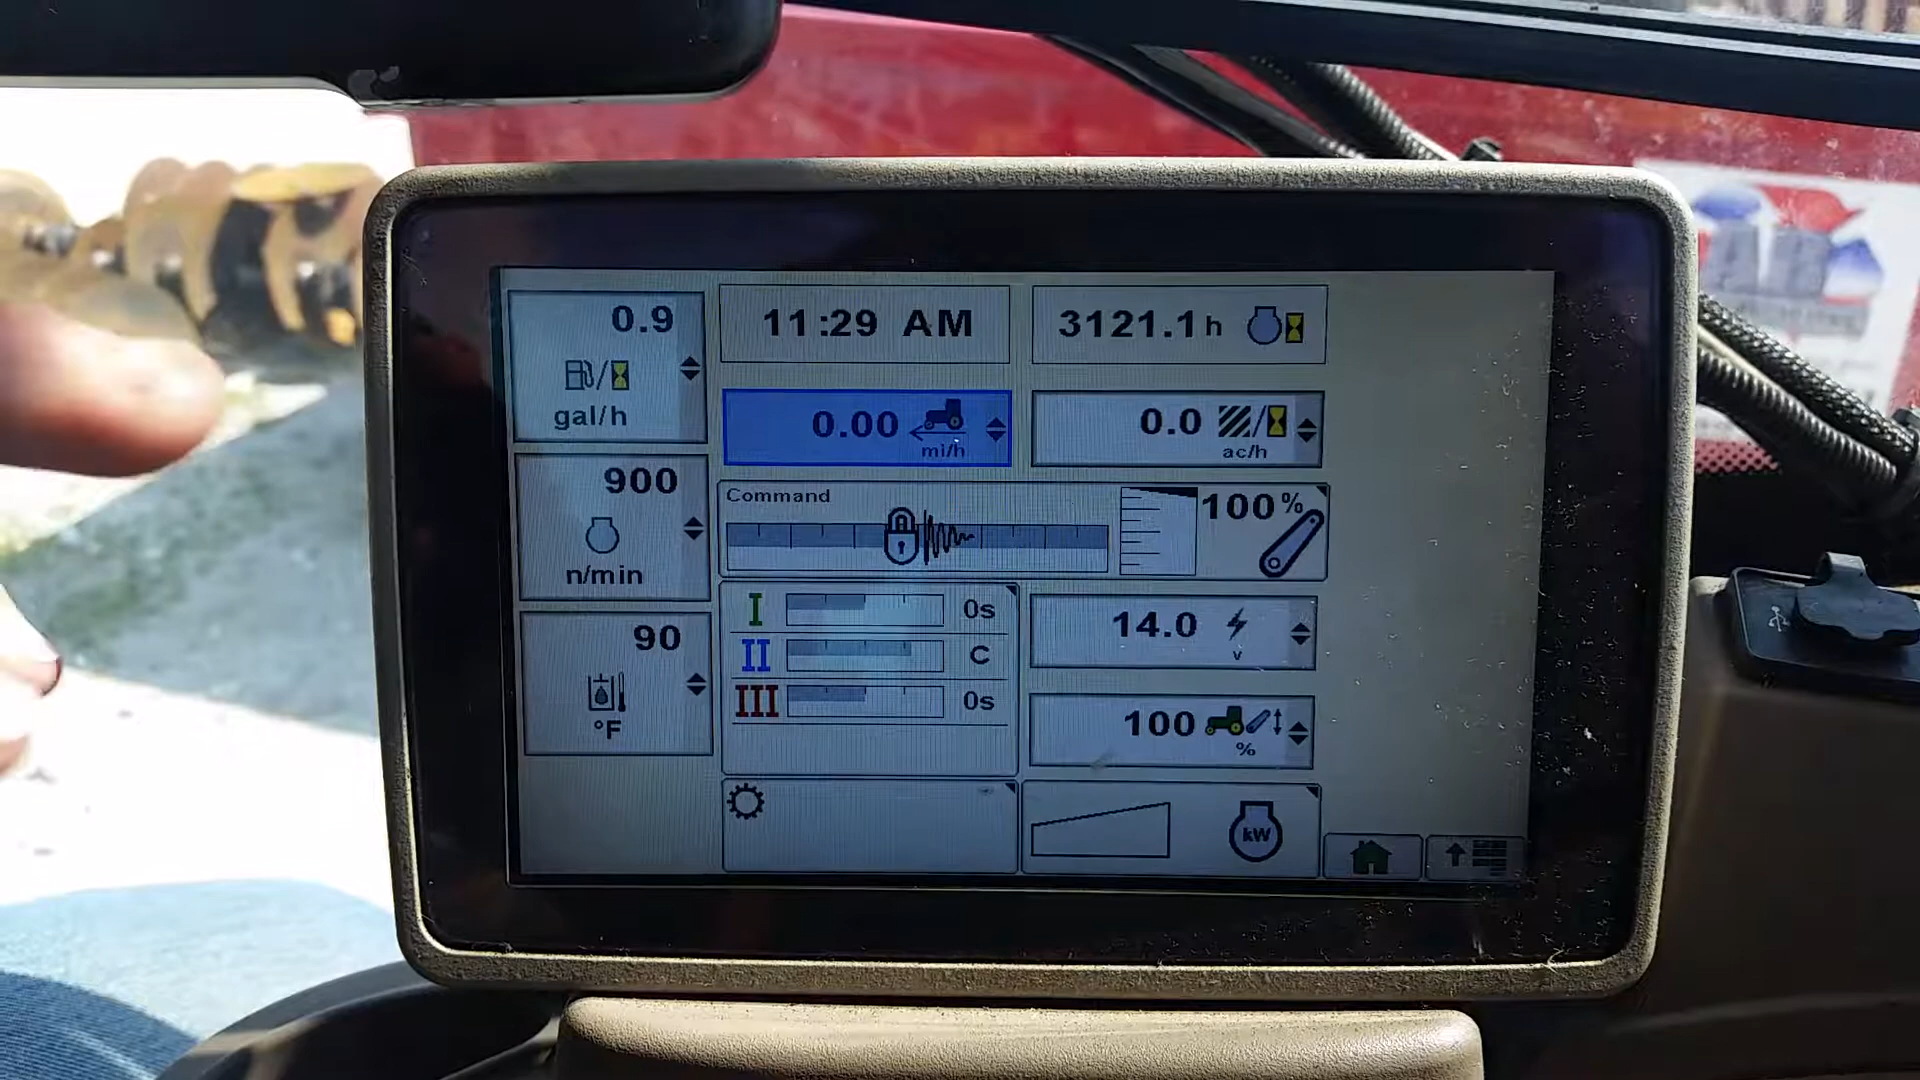 0.9
gal/h
11:29 AM
3121.1 h
0.00
mi/h
0.0
ac/h
900
n/min
Command
100 %
I 0s
II C
III 0s
14.0
v
90
°F
100
%
kW